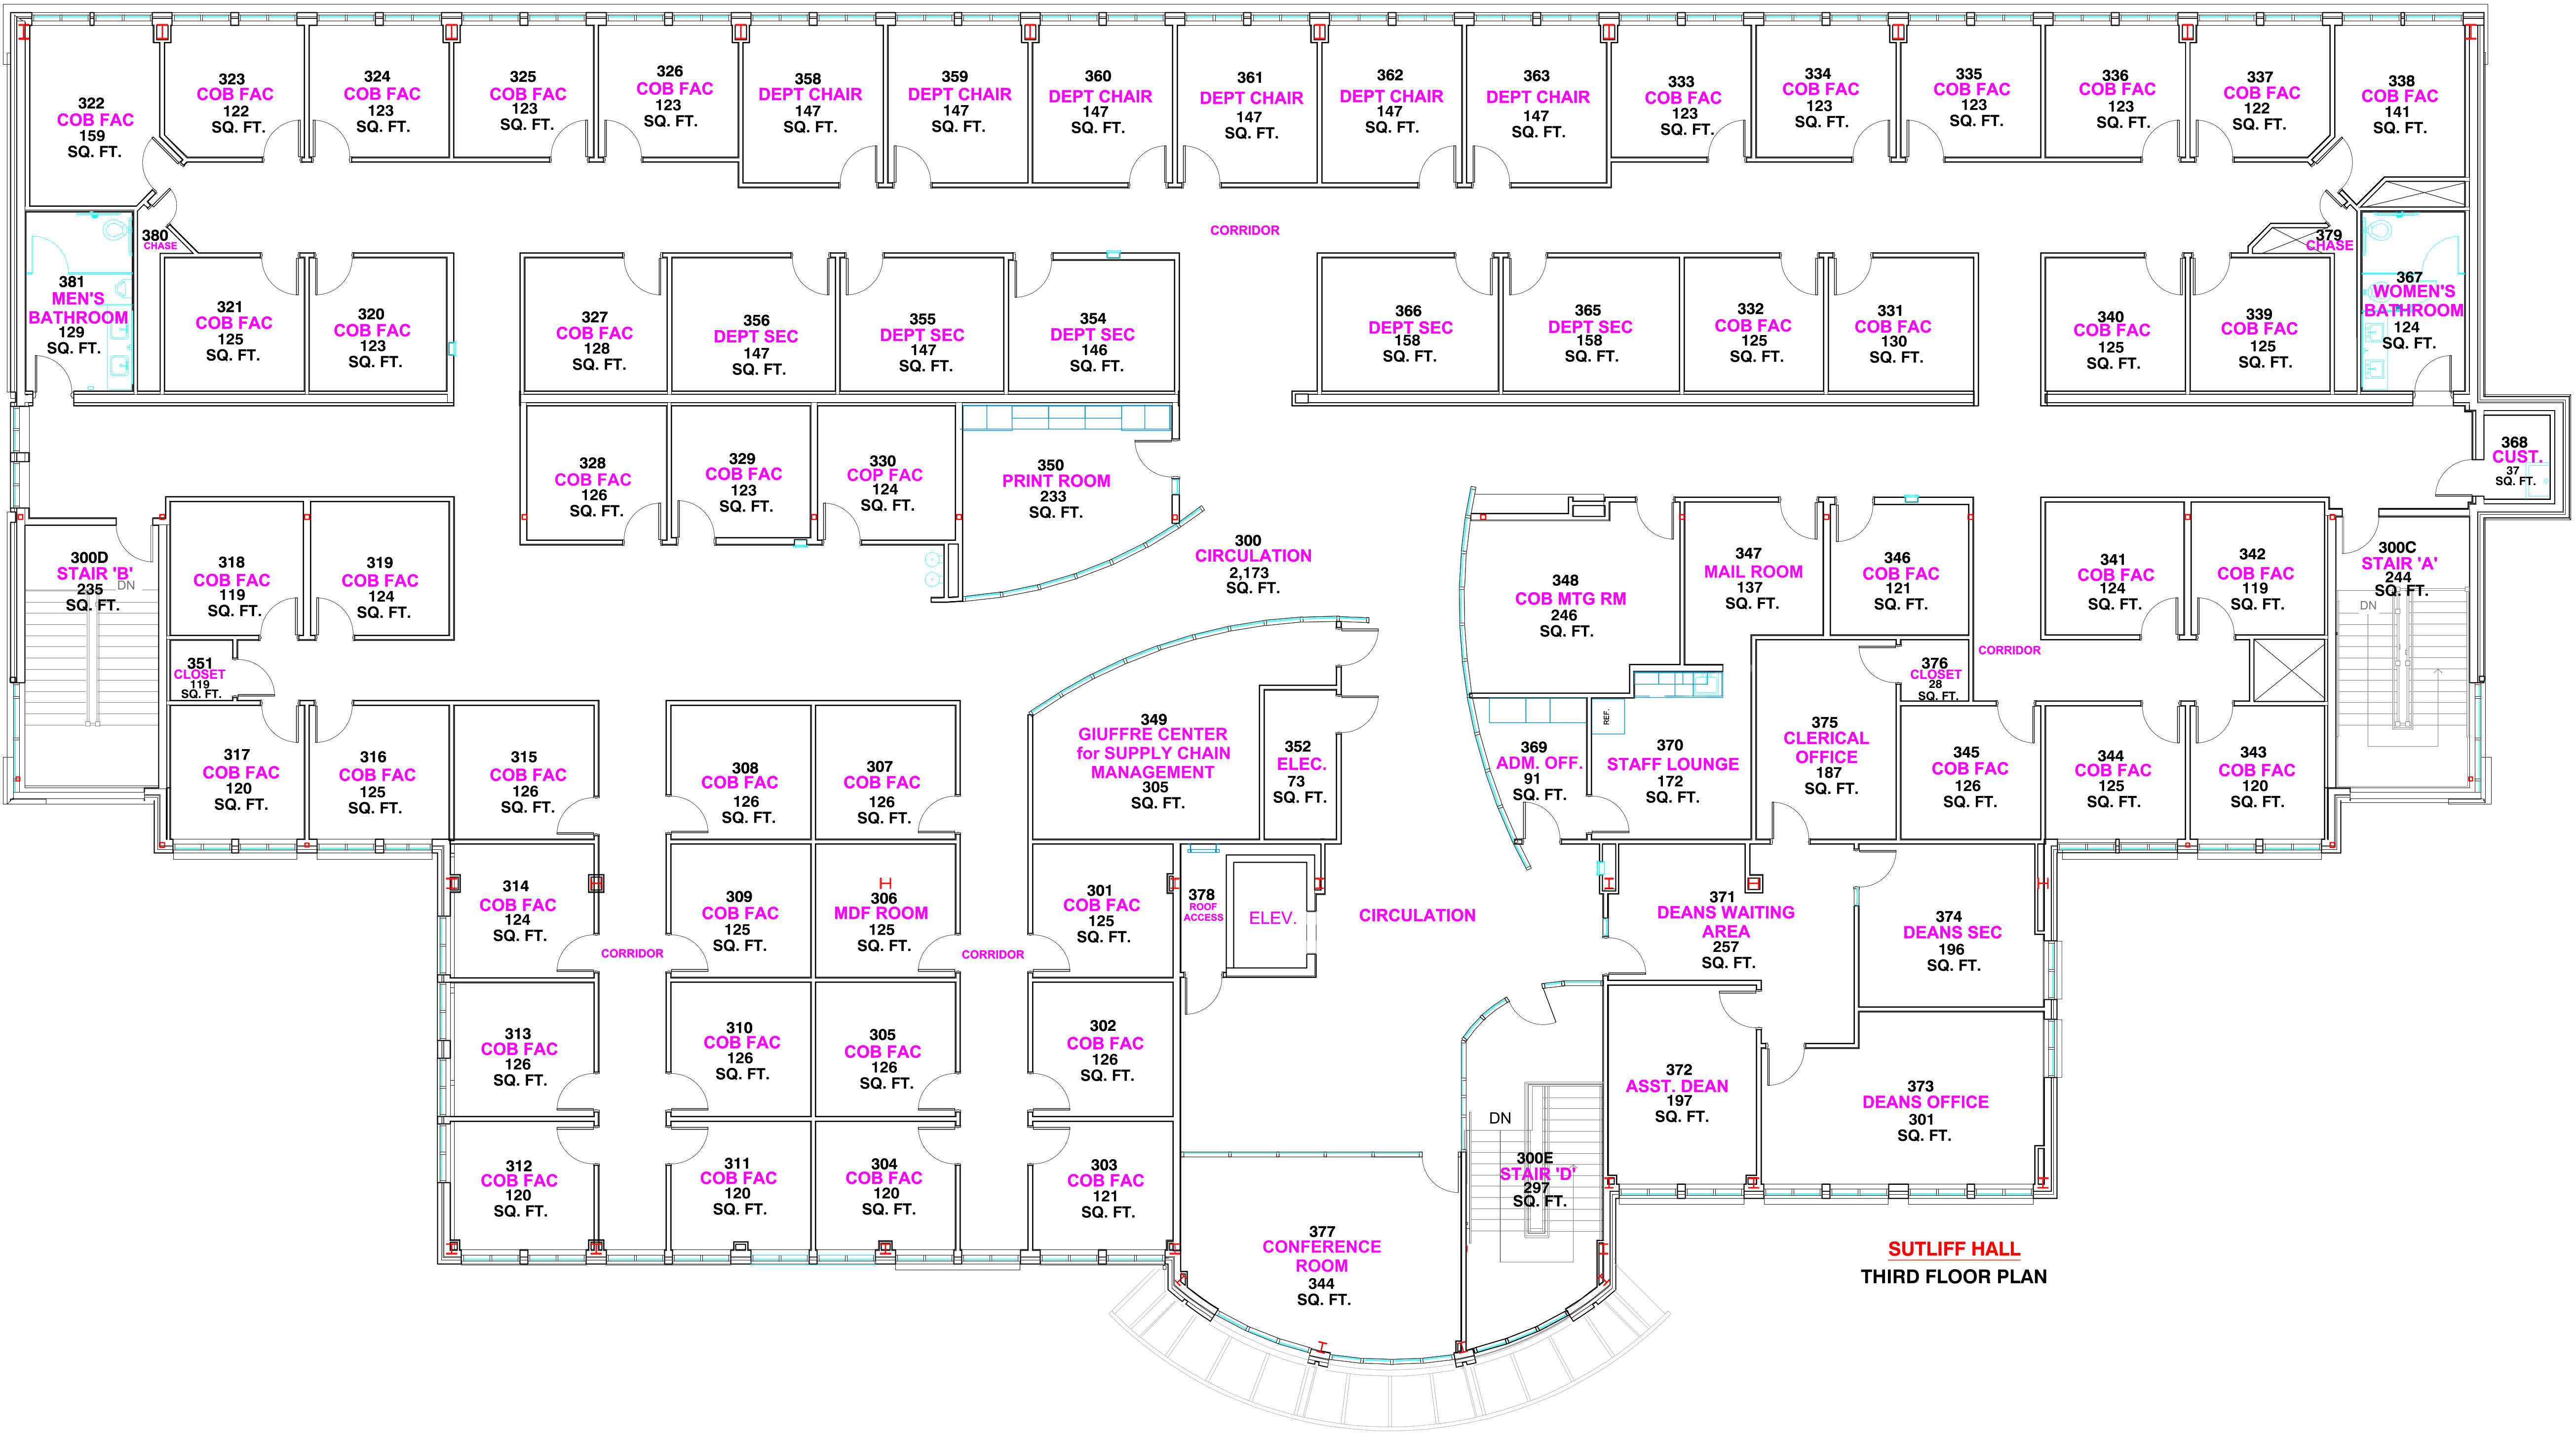 322
COB FAC
159
SQ. FT.
323
COB FAC
122
SQ. FT.
324
COB FAC
123
SQ. FT.
325
COB FAC
123
SQ. FT.
326
COB FAC
123
SQ. FT.
358
DEPT CHAIR
147
SQ. FT.
359
DEPT CHAIR
147
SQ. FT.
360
DEPT CHAIR
147
SQ. FT.
361
DEPT CHAIR
147
SQ. FT.
362
DEPT CHAIR
147
SQ. FT.
363
DEPT CHAIR
147
SQ. FT.
333
COB FAC
123
SQ. FT.
334
COB FAC
123
SQ. FT.
335
COB FAC
123
SQ. FT.
336
COB FAC
123
SQ. FT.
337
COB FAC
122
SQ. FT.
338
COB FAC
141
SQ. FT.
380
CHASE
CORRIDOR
379
CHASE
381
MEN'S
BATHROOM
129
SQ. FT.
321
COB FAC
125
SQ. FT.
320
COB FAC
123
SQ. FT.
327
COB FAC
128
SQ. FT.
356
DEPT SEC
147
SQ. FT.
355
DEPT SEC
147
SQ. FT.
354
DEPT SEC
146
SQ. FT.
366
DEPT SEC
158
SQ. FT.
365
DEPT SEC
158
SQ. FT.
332
COB FAC
125
SQ. FT.
331
COB FAC
130
SQ. FT.
340
COB FAC
125
SQ. FT.
339
COB FAC
125
SQ. FT.
367
WOMEN'S
BATHROOM
124
SQ. FT.
328
COB FAC
126
SQ. FT.
329
COB FAC
123
SQ. FT.
330
COP FAC
124
SQ. FT.
350
PRINT ROOM
233
SQ. FT.
368
CUST.
37
SQ. FT.
300D
STAIR 'B'
DN
235
SQ. FT.
318
COB FAC
119
SQ. FT.
319
COB FAC
124
SQ. FT.
300
CIRCULATION
2,173
SQ. FT.
348
COB MTG RM
246
SQ. FT.
347
MAIL ROOM
137
SQ. FT.
346
COB FAC
121
SQ. FT.
341
COB FAC
124
SQ. FT.
342
COB FAC
119
SQ. FT.
300C
STAIR 'A'
244
SQ. FT.
DN
351
CLOSET
119
SQ. FT.
376
CLOSET
28
SQ. FT.
CORRIDOR
317
COB FAC
120
SQ. FT.
316
COB FAC
125
SQ. FT.
315
COB FAC
126
SQ. FT.
308
COB FAC
126
SQ. FT.
307
COB FAC
126
SQ. FT.
349
GIUFFRE CENTER
for SUPPLY CHAIN
MANAGEMENT
305
SQ. FT.
352
ELEC.
73
SQ. FT.
369
ADM. OFF.
91
SQ. FT.
REF.
370
STAFF LOUNGE
172
SQ. FT.
375
CLERICAL
OFFICE
187
SQ. FT.
345
COB FAC
126
SQ. FT.
344
COB FAC
125
SQ. FT.
343
COB FAC
120
SQ. FT.
314
COB FAC
124
SQ. FT.
309
COB FAC
125
SQ. FT.
306
MDF ROOM
125
SQ. FT.
301
COB FAC
125
SQ. FT.
378
ROOF
ACCESS
ELEV.
CIRCULATION
371
DEANS WAITING
AREA
257
SQ. FT.
374
DEANS SEC
196
SQ. FT.
CORRIDOR
CORRIDOR
313
COB FAC
126
SQ. FT.
310
COB FAC
126
SQ. FT.
305
COB FAC
126
SQ. FT.
302
COB FAC
126
SQ. FT.
372
ASST. DEAN
197
SQ. FT.
373
DEANS OFFICE
301
SQ. FT.
DN
300E
STAIR 'D'
297
SQ. FT.
312
COB FAC
120
SQ. FT.
311
COB FAC
120
SQ. FT.
304
COB FAC
120
SQ. FT.
303
COB FAC
121
SQ. FT.
377
CONFERENCE
ROOM
344
SQ. FT.
SUTLIFF HALL
THIRD FLOOR PLAN